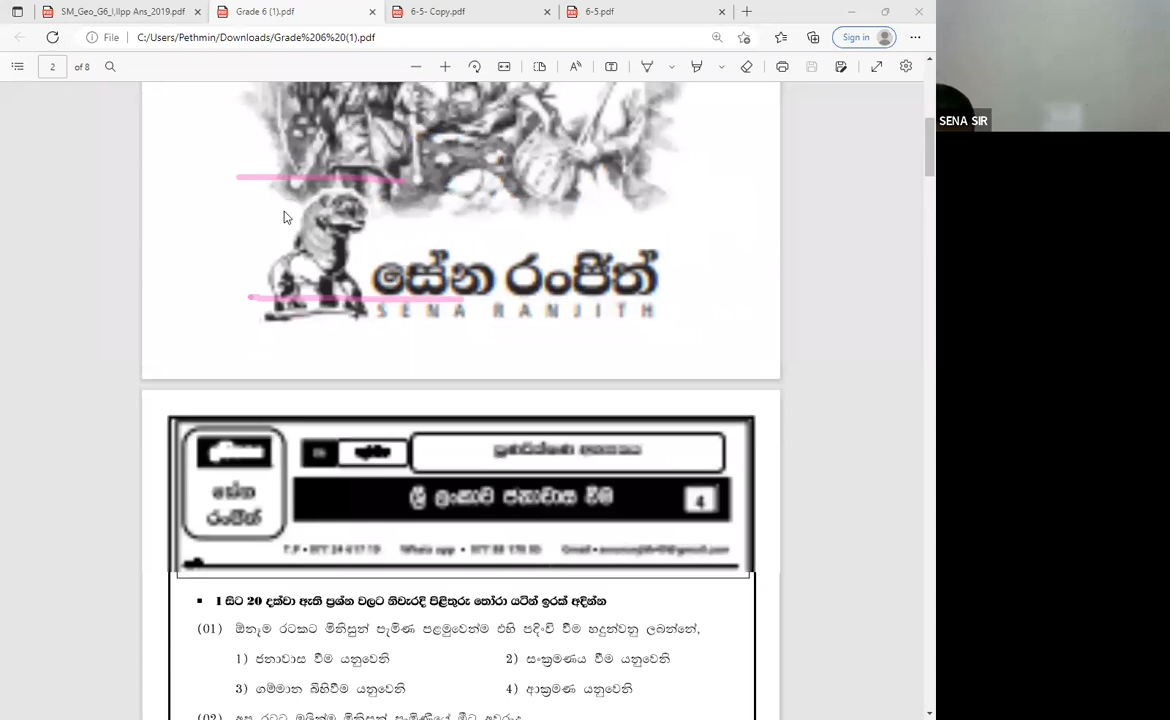 SM_Geo_G6_I,IIpp Ans_2019.pdf
Grade 6 (1).pdf
6-5- Copy.pdf
6-5.pdf
File
C:/Users/Pethmin/Downloads/Grade%206%20(1).pdf
Sign in
2 of 8
SENA SIR
සේන රංජිත්
SENA RANJITH
සේන
රංජිත්
ශ්‍රී ලංකාව ජනාවාස වීම
4
1 සිට 20 දක්වා ඇති ප්‍රශ්න වලට නිවැරදි පිළිතුරු තෝරා යටින් ඉරක් අදින්න
(01) ඕනෑම රටකට මිනිසුන් පැමිණ පළමුවෙන්ම එහි පදිංචි වීම හඳුන්වනු ලබන්නේ,
1) ජනාවාස වීම යනුවෙනි
2) සංක්‍රමණය වීම යනුවෙනි
3) ගම්මාන බිහිවීම යනුවෙනි
4) ආක්‍රමණ යනුවෙනි
(02)